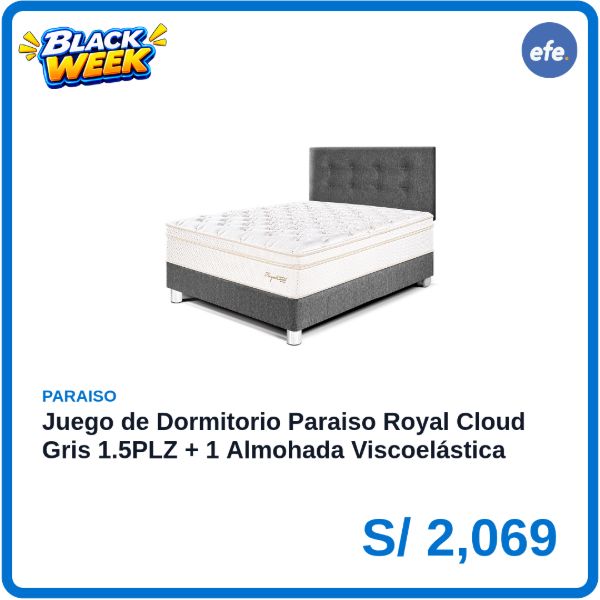 BLACK
WEEK
efe.
PARAISO
Juego de Dormitorio Paraiso Royal Cloud
Gris 1.5PLZ + 1 Almohada Viscoelástica
S/ 2,069